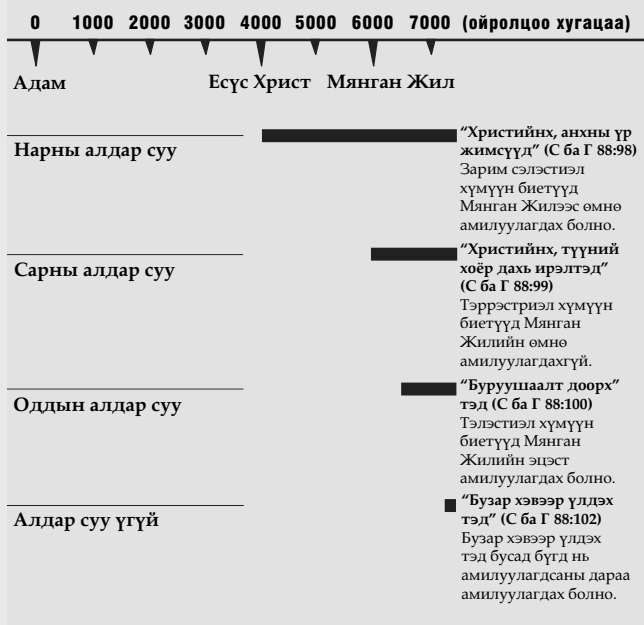 0 1000 2000 3000 4000 5000 6000 7000 (ойролцоо хугацаа)
Адам Есүс Христ Мянган Жил
Нарны алдар суу
“Христийнх, анхны үр
жимсүүд” (С ба Г 88:98)
Зарим сэлэстиэл
хүмүүн биетүүд
Мянган Жилээс өмнө
амилуулагдах болно.
Сарны алдар суу
“Христийнх, түүний
хоёр дахь ирэлтэд”
(С ба Г 88:99)
Тэррэстриэл хүмүүн
биетүүд Мянган
Жилийн өмнө
амилуулагдахгүй.
Оддын алдар суу
“Буруушаалт доорх”
тэд (С ба Г 88:100)
Тэлэстиэл хүмүүн
биетүүд Мянган
Жилийн эцэст
амилуулагдах болно.
Алдар суу үгүй
“Бузар хэвээр үлдэх
тэд” (С ба Г 88:102)
Бузар хэвээр үлдэх
тэд бусад бүгд нь
амилуулагдсаны дараа
амилуулагдах болно.